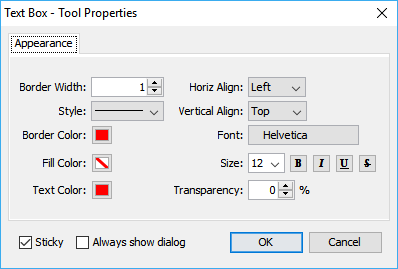 Text Box - Tool Properties
Appearance
Border Width: 1 Horiz Align: Left
Style: Vertical Align: Top
Border Color: Font: Helvetica
Fill Color: Size: 12 B I U S
Text Color: Transparency: 0 %
Sticky Always show dialog OK Cancel